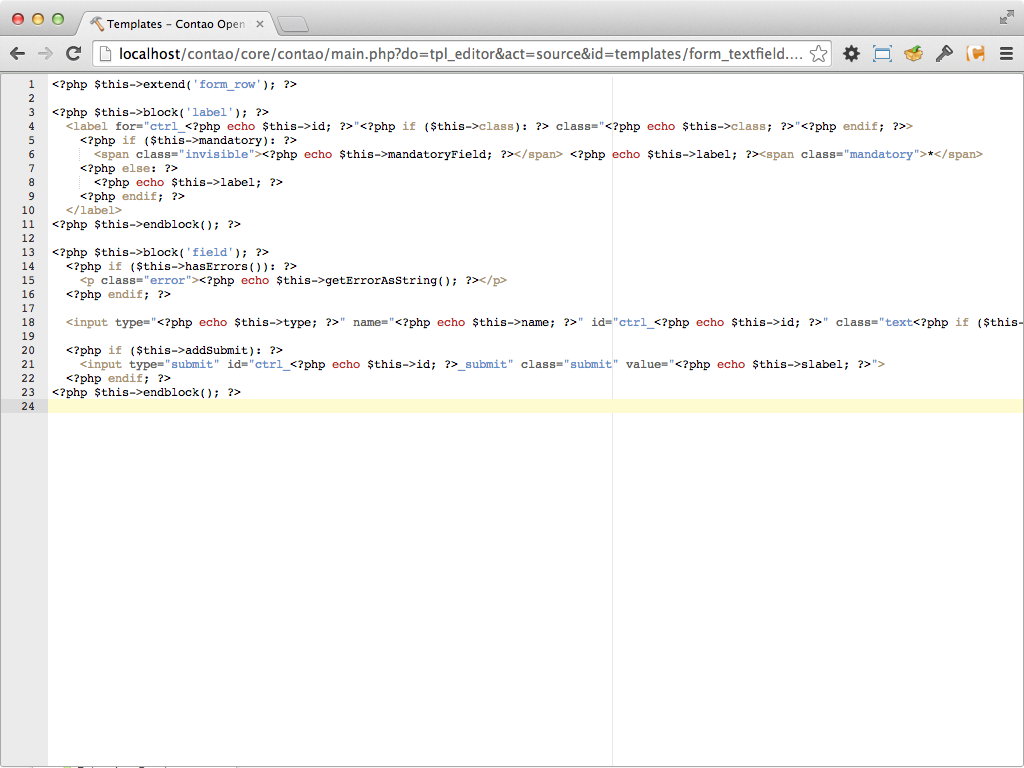 Templates – Contao Open
localhost/contao/core/contao/main.php?do=tpl_editor&act=source&id=templates/form_textfield....
1 <?php $this->extend('form_row'); ?>
2
3 <?php $this->block('label'); ?>
4 <label for="ctrl_<?php echo $this->id; ?>"<?php if ($this->class): ?> class="<?php echo $this->class; ?>"<?php endif; ?>>
5 <?php if ($this->mandatory): ?>
6 <span class="invisible"><?php echo $this->mandatoryField; ?></span> <?php echo $this->label; ?><span class="mandatory">*</span>
7 <?php else: ?>
8 <?php echo $this->label; ?>
9 <?php endif; ?>
10 </label>
11 <?php $this->endblock(); ?>
12
13 <?php $this->block('field'); ?>
14 <?php if ($this->hasErrors()): ?>
15 <p class="error"><?php echo $this->getErrorAsString(); ?></p>
16 <?php endif; ?>
17
18 <input type="<?php echo $this->type; ?>" name="<?php echo $this->name; ?>" id="ctrl_<?php echo $this->id; ?>" class="text<?php if ($this-
19
20 <?php if ($this->addSubmit): ?>
21 <input type="submit" id="ctrl_<?php echo $this->id; ?>_submit" class="submit" value="<?php echo $this->slabel; ?>">
22 <?php endif; ?>
23 <?php $this->endblock(); ?>
24